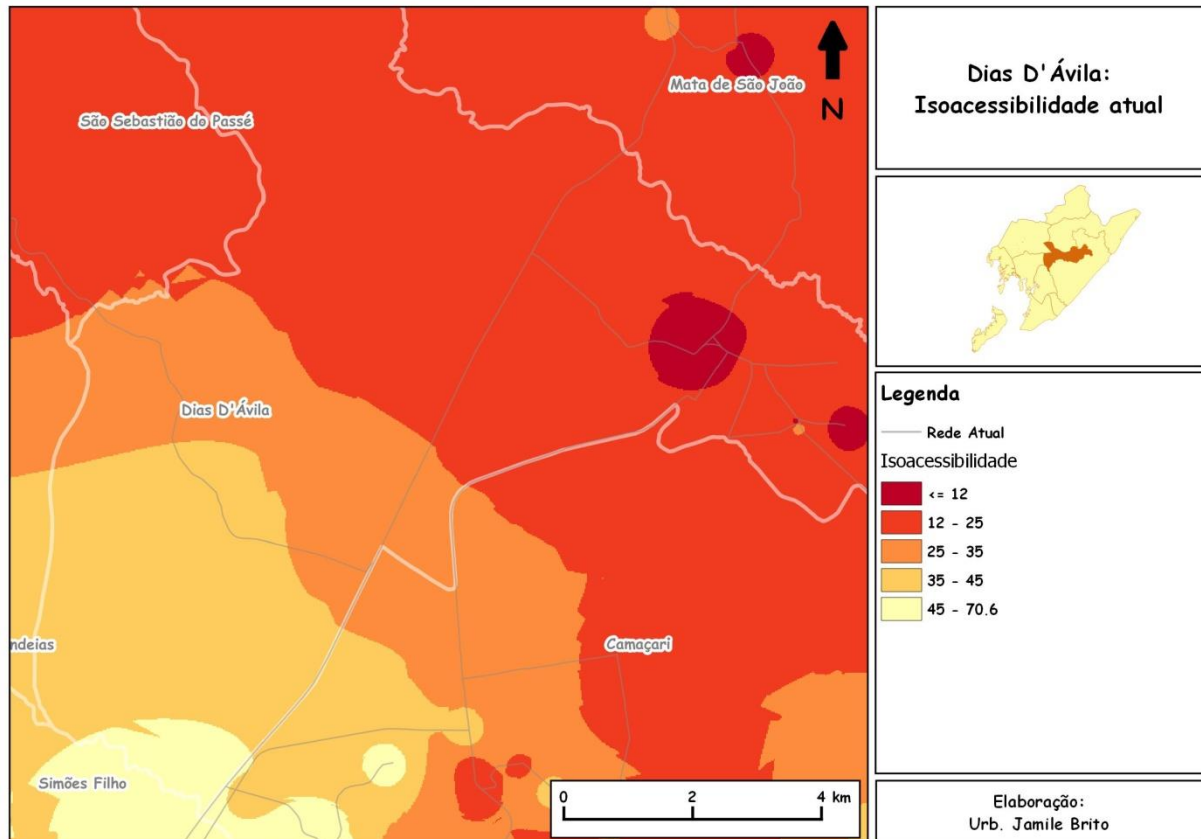 Mata de São João
São Sebastião do Passé
N
Dias D'Ávila
Camaçari
ndeias
Simões Filho
0 2 4 km
Dias D'Ávila:
Isoacessibilidade atual
Legenda
Rede Atual
Isoacessibilidade
<= 12
12 - 25
25 - 35
35 - 45
45 - 70.6
Elaboração:
Urb. Jamile Brito